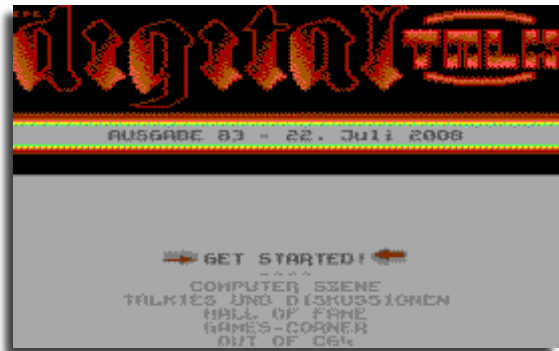 THE
digital TALK
AUSGABE 83 - 22. Juli 2008
GET STARTED!
COMPUTER SZENE
TALKIES UND DISKUSSIONEN
HALL OF FAME
GAMES-CORNER
OUT OF C64